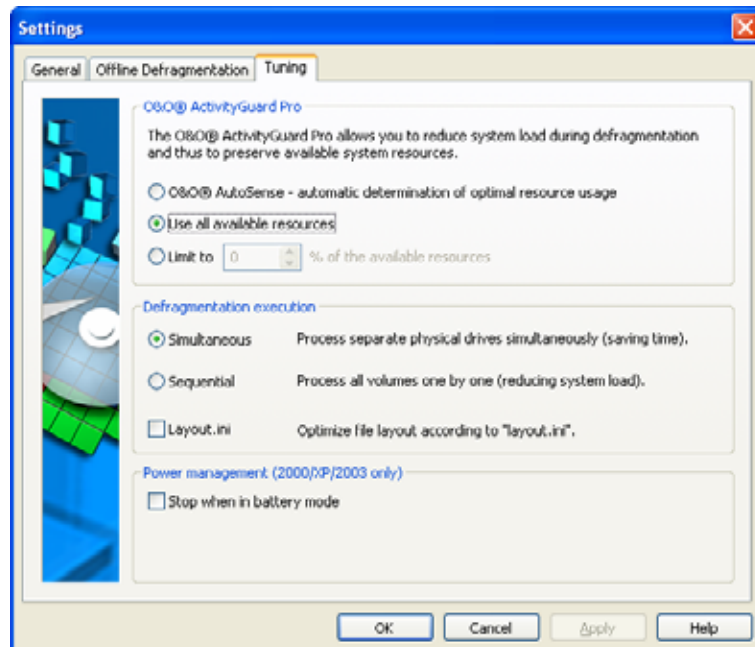 Settings
General
Offline Defragmentation
Tuning
O&O® ActivityGuard Pro
The O&O® ActivityGuard Pro allows you to reduce system load during defragmentation
and thus to preserve available system resources.
O&O® AutoSense - automatic determination of optimal resource usage
Use all available resources
Limit to 0 % of the available resources
Defragmentation execution
Simultaneous Process separate physical drives simultaneously (saving time).
Sequential Process all volumes one by one (reducing system load).
Layout.ini Optimize file layout according to "layout.ini".
Power management (2000/XP/2003 only)
Stop when in battery mode
OK Cancel Apply Help